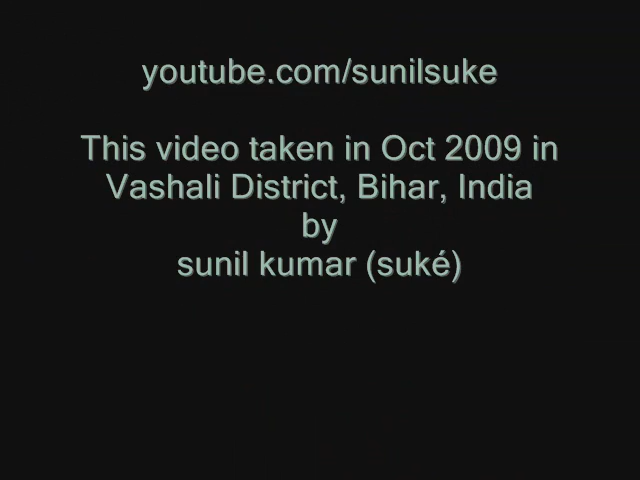 youtube.com/sunilsuke
This video taken in Oct 2009 in
Vashali District, Bihar, India
by
sunil kumar (suké)